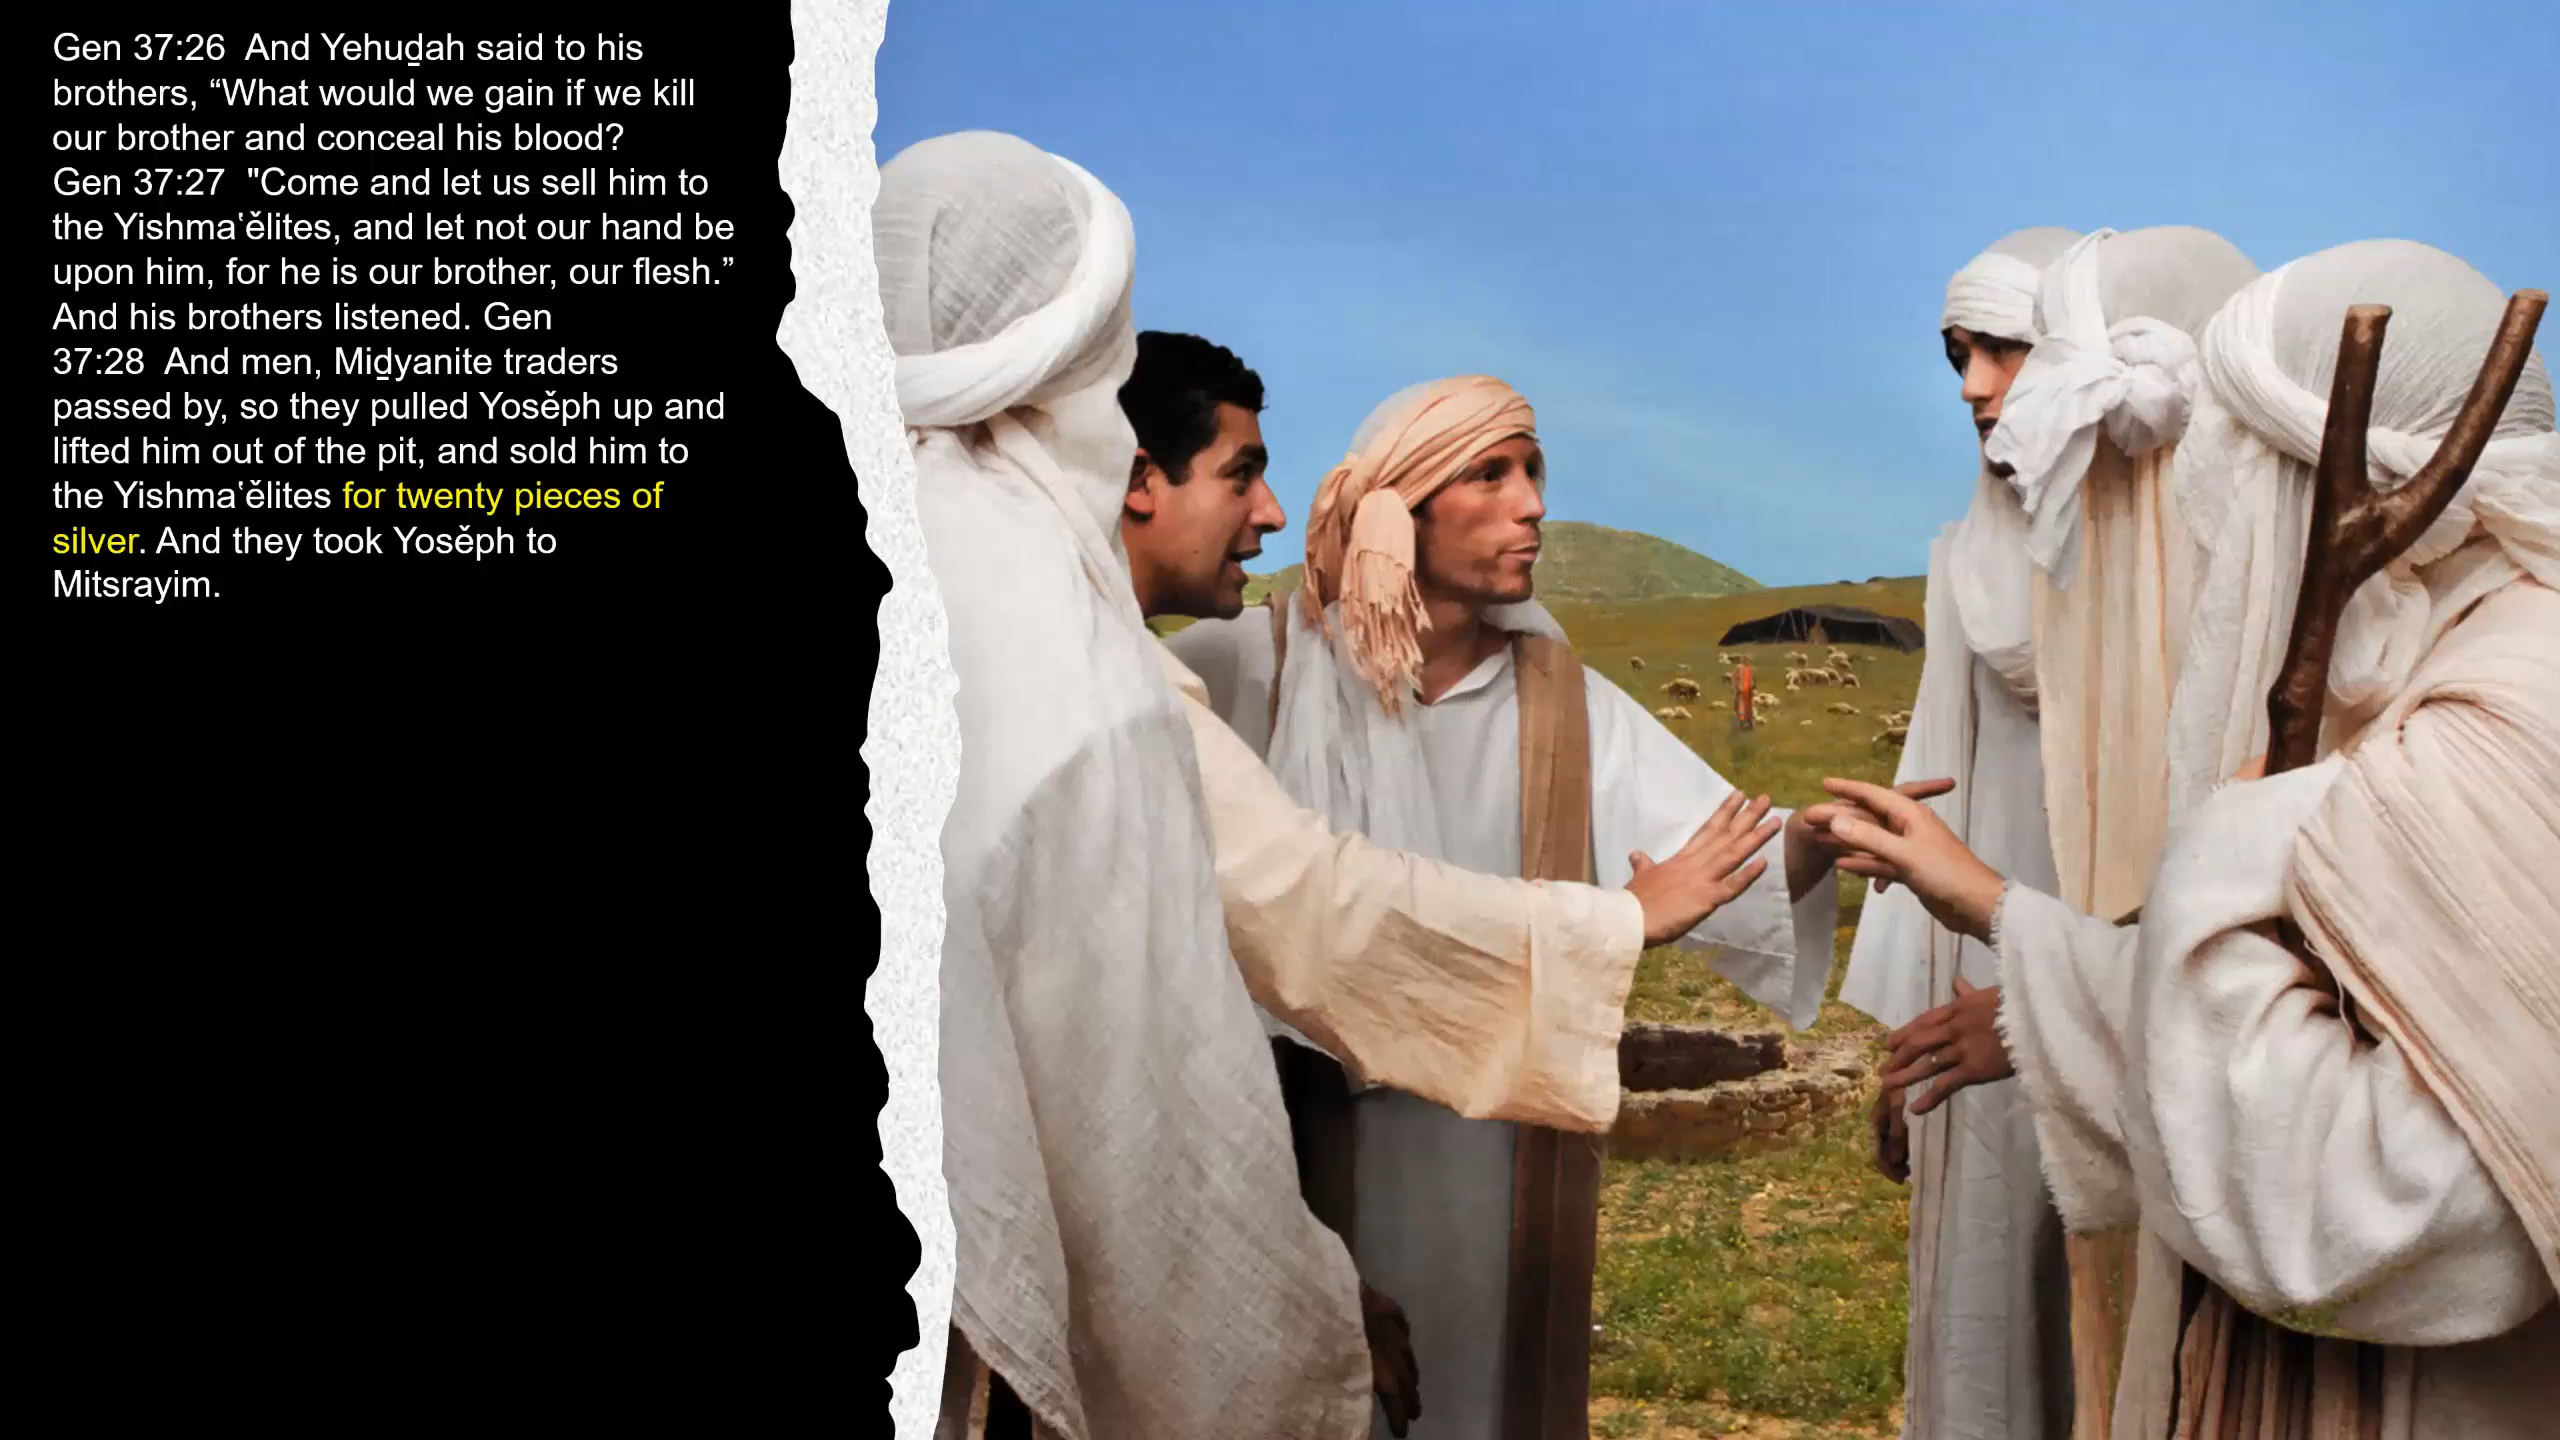 Gen 37:26  And Yehuḏah said to his
brothers, “What would we gain if we kill
our brother and conceal his blood?
Gen 37:27  "Come and let us sell him to
the Yishmaʽĕlites, and let not our hand be
upon him, for he is our brother, our flesh.”
And his brothers listened. Gen
37:28  And men, Miḏyanite traders
passed by, so they pulled Yosĕph up and
lifted him out of the pit, and sold him to
the Yishmaʽĕlites for twenty pieces of
silver. And they took Yosĕph to
Mitsrayim.